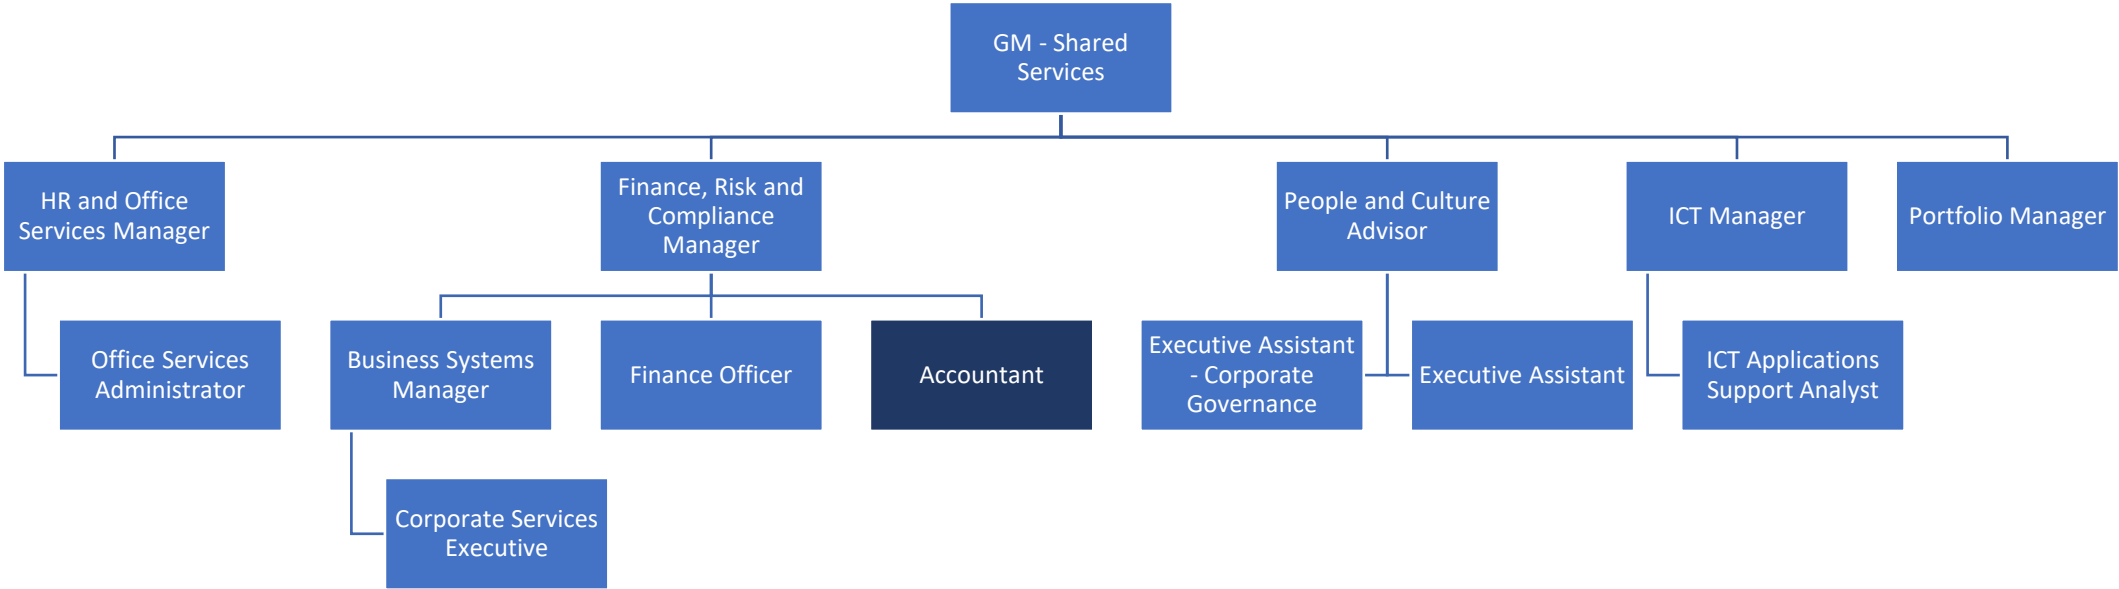 GM - Shared
Services
HR and Office
Services Manager
Finance, Risk and
Compliance
Manager
People and Culture
Advisor
ICT Manager
Portfolio Manager
Office Services
Administrator
Business Systems
Manager
Finance Officer
Accountant
Executive Assistant
- Corporate
Governance
Executive Assistant
ICT Applications
Support Analyst
Corporate Services
Executive